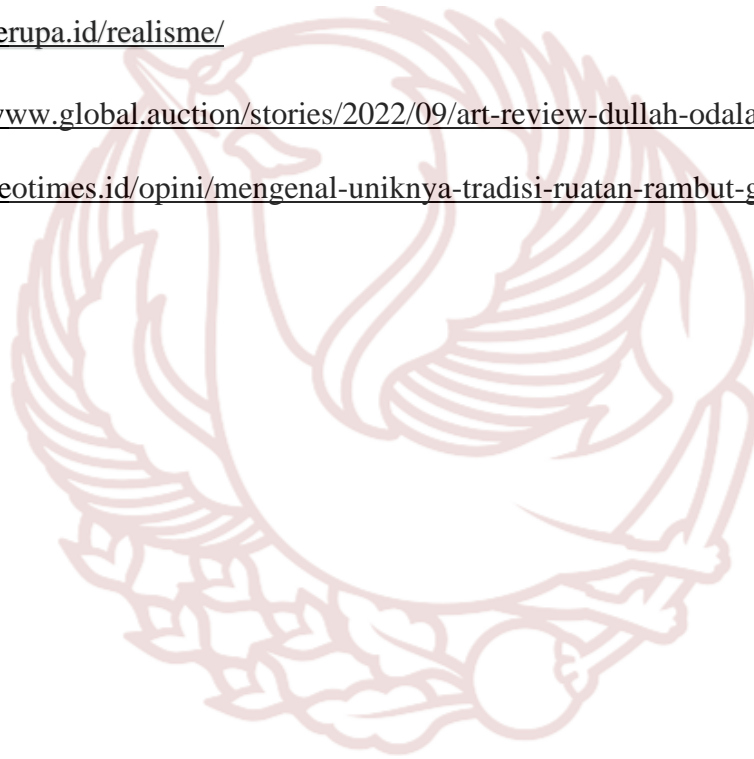 erupa.id/realisme/
www.global.auction/stories/2022/09/art-review-dullah-odala
eotimes.id/opini/mengenal-uniknya-tradisi-ruatan-rambut-g